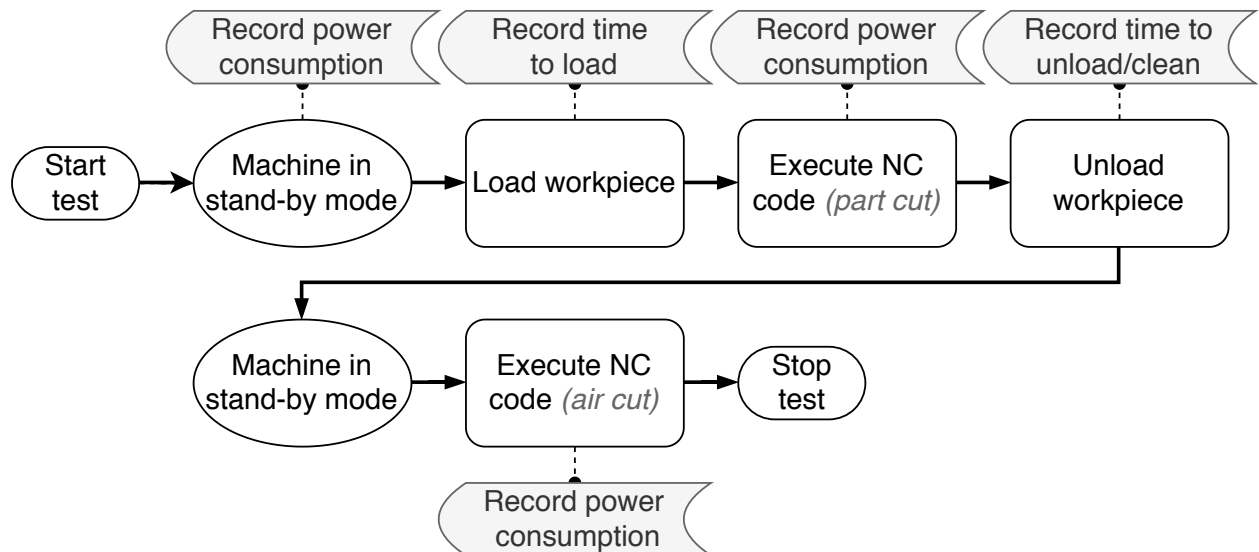 Record power
consumption
Record time
to load
Record power
consumption
Record time to
unload/clean
Start
test
Machine in
stand-by mode
Load workpiece
Execute NC
code (part cut)
Unload
workpiece
Machine in
stand-by mode
Execute NC
code (air cut)
Stop
test
Record power
consumption